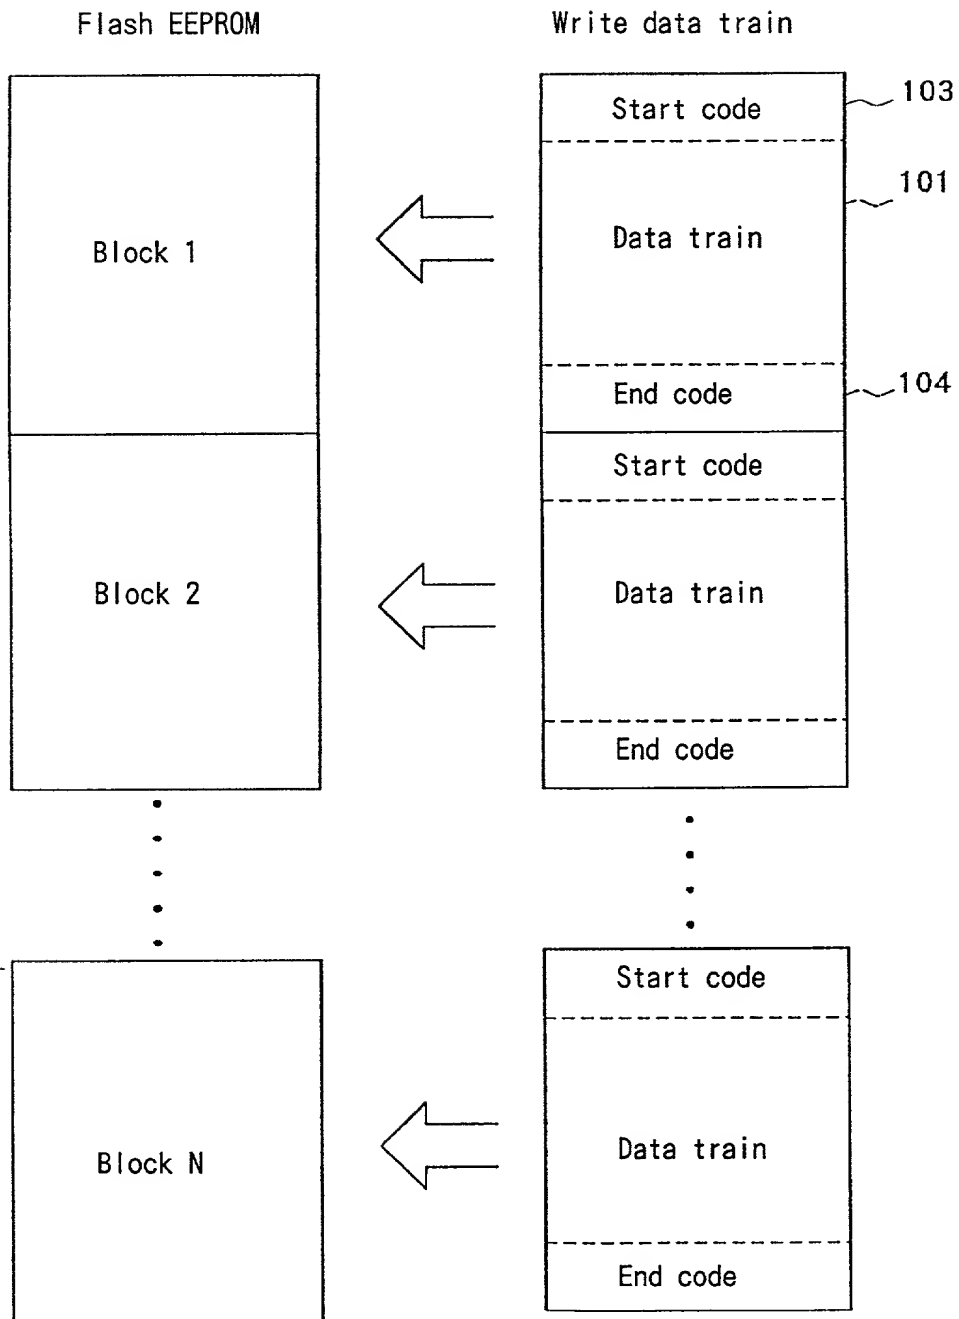 Flash EEPROM
Write data train
Start code
103
101
Block 1
Data train
End code
104
Start code
Block 2
Data train
End code
Start code
Block N
Data train
End code